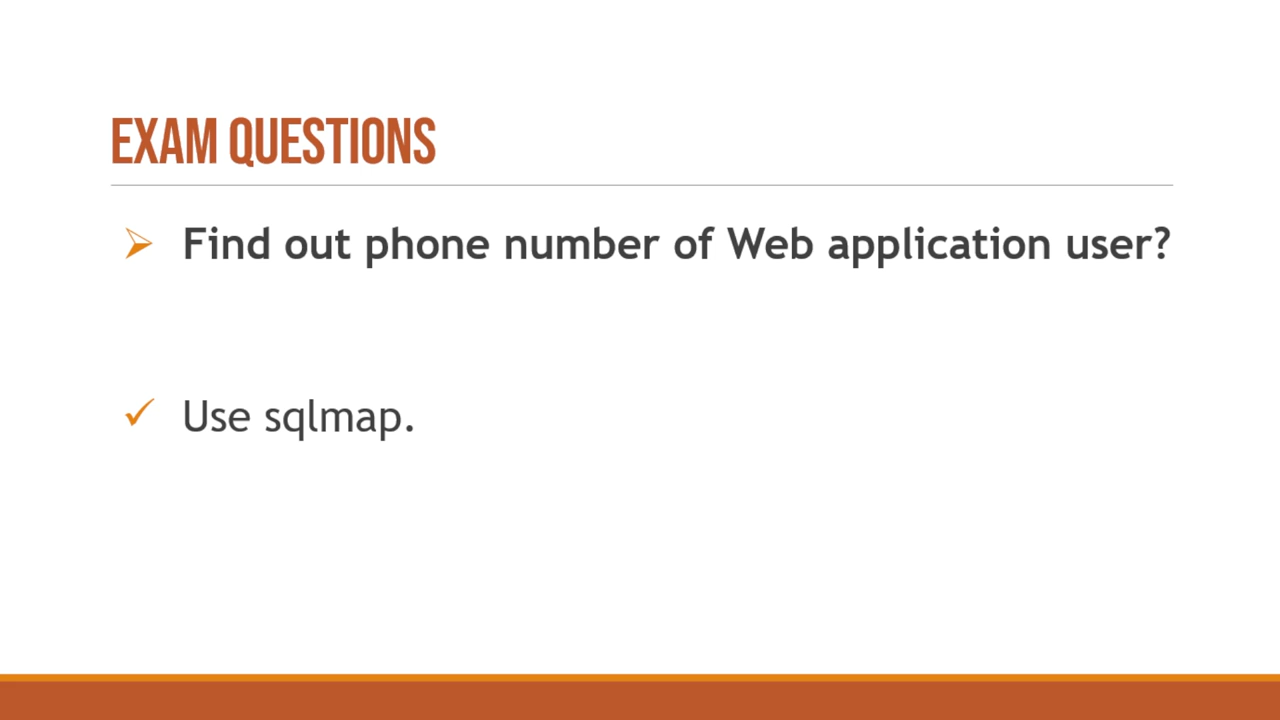 EXAM QUESTIONS
Find out phone number of Web application user?
Use sqlmap.